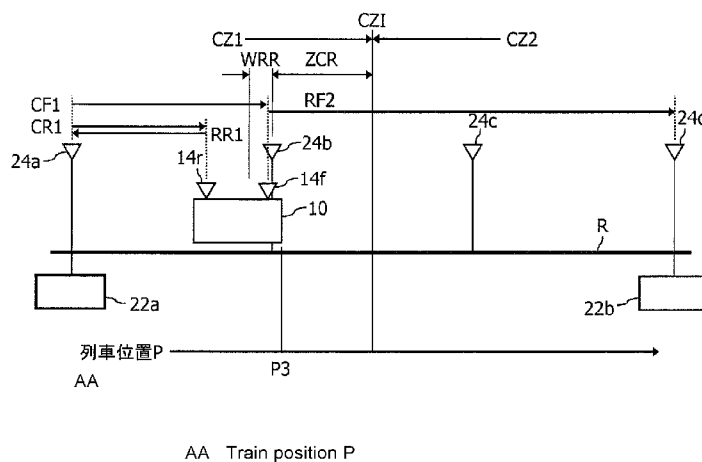 CZI
CZ1
CZ2
WRR
ZCR
CF1
RF2
CR1
RR1
24a
14r
24b
14f
24c
24d
10
R
22a
22b
列車位置P
P3
AA
AA Train position P